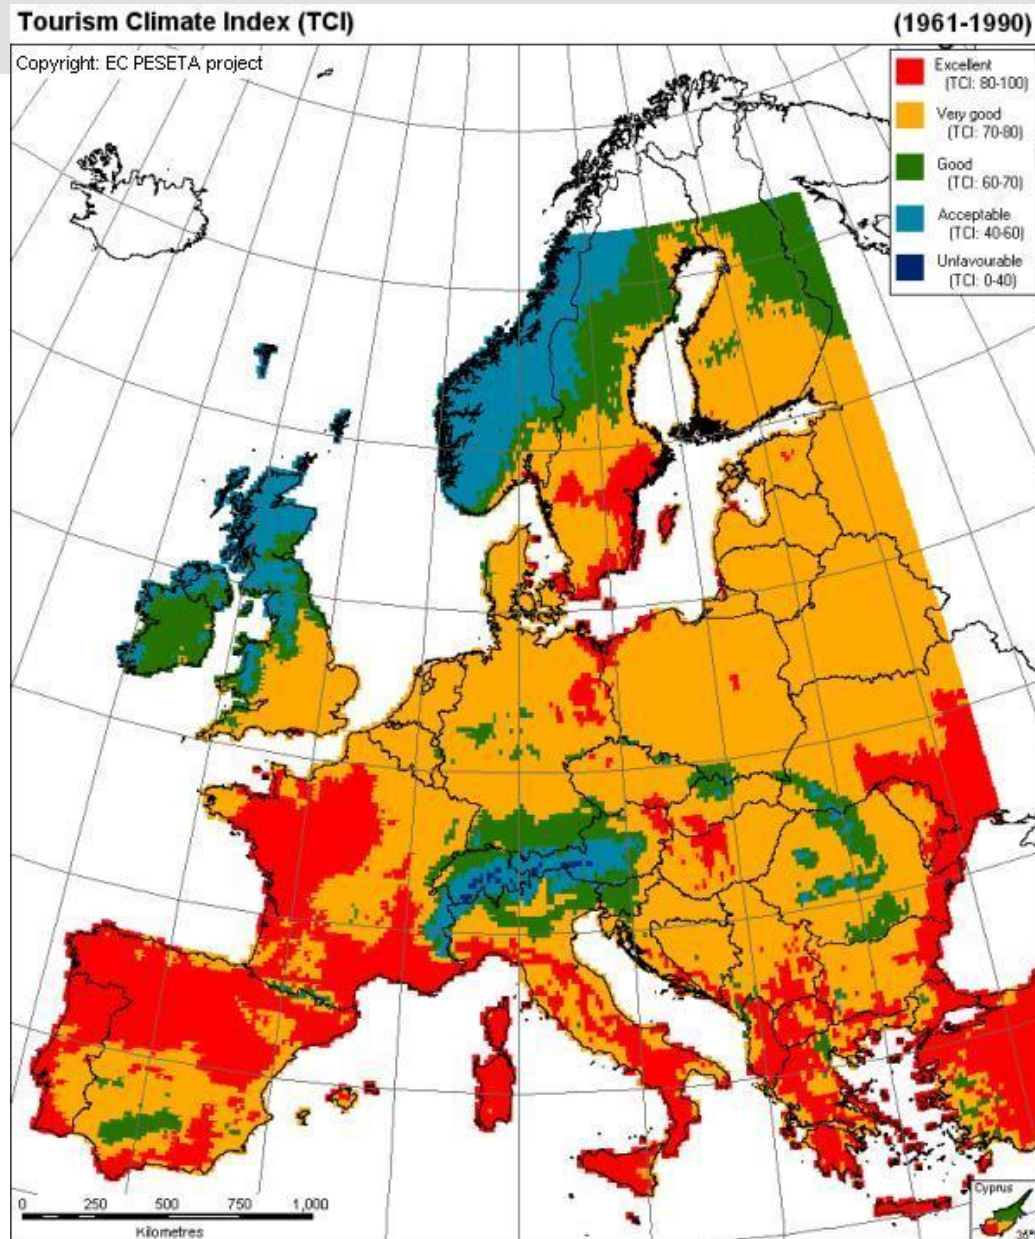 Tourism Climate Index (TCI)
(1961-1990)
Copyright: EC PESETA project
Excellent
(TCI: 80-100)
Very good
(TCI: 70-80)
Good
(TCI: 60-70)
Acceptable
(TCI: 40-60)
Unfavourable
(TCI: 0-40)
0 250 500 750 1,000
Kilometres
Cyprus